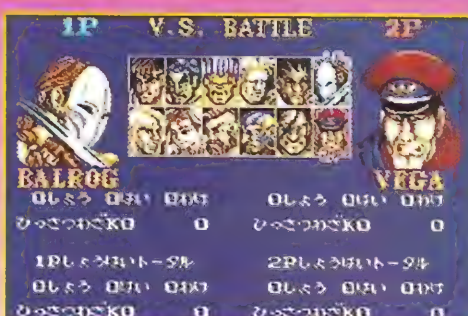 1P V.S. BATTLE 2P
BALROG VEGA
0しょう 0はい 0わけ 0しょう 0はい 0わけ
ひっさつわざKO 0 ひっさつわざKO 0
1Pしょうはいトータル 2Pしょうはいトータル
0しょう 0はい 0わけ 0しょう 0はい 0わけ
ひっさつわざKO 0 ひっさつわざKO 0